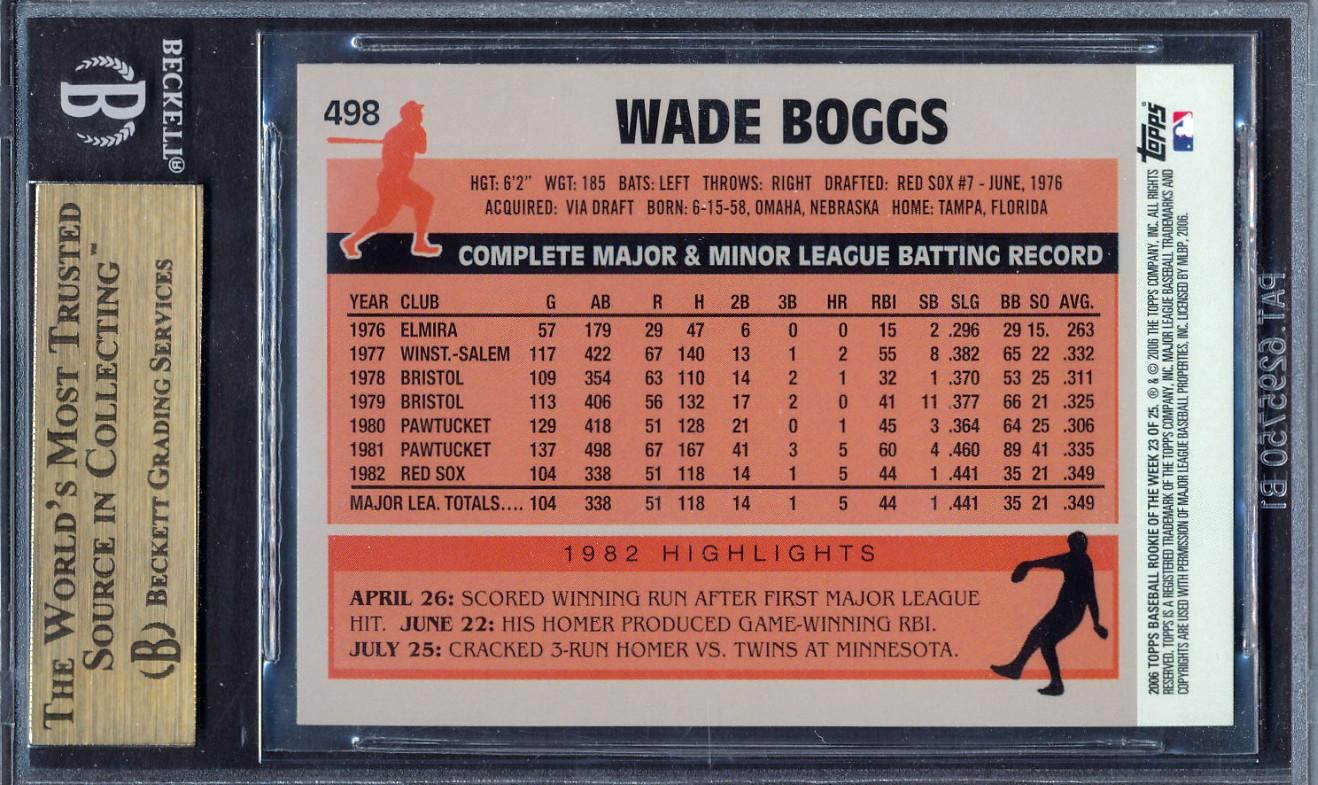 BECKETT®
THE WORLD'S MOST TRUSTED
SOURCE IN COLLECTING™
BECKETT GRADING SERVICES
498
WADE BOGGS
HGT: 6'2" WGT: 185 BATS: LEFT THROWS: RIGHT DRAFTED: RED SOX #7 - JUNE, 1976
ACQUIRED: VIA DRAFT BORN: 6-15-58, OMAHA, NEBRASKA HOME: TAMPA, FLORIDA
COMPLETE MAJOR & MINOR LEAGUE BATTING RECORD
YEAR CLUB G AB R H 2B 3B HR RBI SB SLG BB SO AVG.
1976 ELMIRA 57 179 29 47 6 0 0 15 2 .296 29 15. 263
1977 WINST.-SALEM 117 422 67 140 13 1 2 55 8 .382 65 22 .332
1978 BRISTOL 109 354 63 110 14 2 1 32 1 .370 53 25 .311
1979 BRISTOL 113 406 56 132 17 2 0 41 11 .377 66 21 .325
1980 PAWTUCKET 129 418 51 128 21 0 1 45 3 .364 64 25 .306
1981 PAWTUCKET 137 498 67 167 41 3 5 60 4 .460 89 41 .335
1982 RED SOX 104 338 51 118 14 1 5 44 1 .441 35 21 .349
MAJOR LEA. TOTALS.... 104 338 51 118 14 1 5 44 1 .441 35 21 .349
1982 HIGHLIGHTS
APRIL 26: SCORED WINNING RUN AFTER FIRST MAJOR LEAGUE
HIT. JUNE 22: HIS HOMER PRODUCED GAME-WINNING RBI.
JULY 25: CRACKED 3-RUN HOMER VS. TWINS AT MINNESOTA.
Topps®
2006 TOPPS BASEBALL ROOKIE OF THE WEEK 23 OF 25. ® & © 2006 THE TOPPS COMPANY, INC. ALL RIGHTS
RESERVED. TOPPS IS A REGISTERED TRADEMARK OF THE TOPPS COMPANY, INC. MAJOR LEAGUE BASEBALL TRADEMARKS AND
COPYRIGHTS ARE USED WITH PERMISSION OF MAJOR LEAGUE BASEBALL PROPERTIES, INC. LICENSED BY MLBP, 2006.
PAT. 6295750 B1